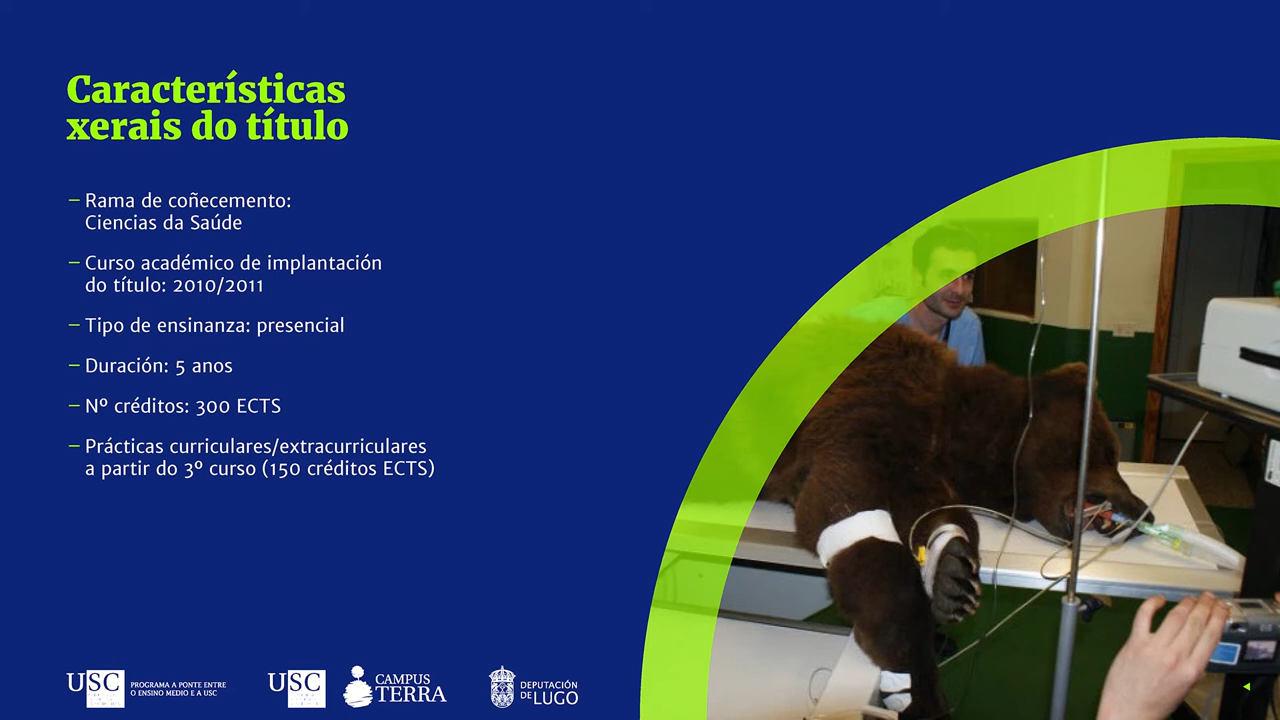 Características
xerais do título
– Rama de coñecemento:
Ciencias da Saúde
– Curso académico de implantación
do título: 2010/2011
– Tipo de ensinanza: presencial
– Duración: 5 anos
– Nº créditos: 300 ECTS
– Prácticas curriculares/extracurriculares
a partir do 3º curso (150 créditos ECTS)
USC
PROGRAMA A PONTE ENTRE
O ENSINO MEDIO E A USC
USC
CAMPUS
TERRA
DEPUTACIÓN
DE LUGO